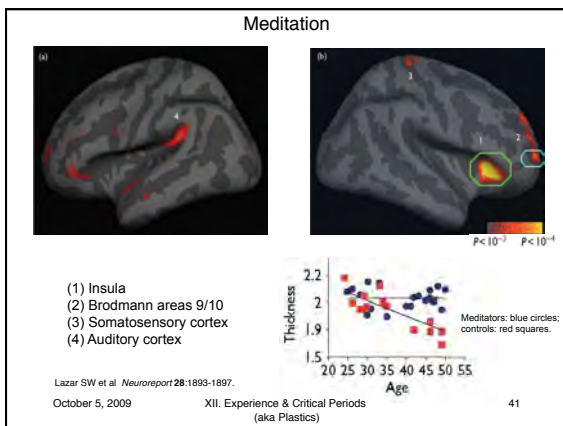 Meditation
(a)
4
(b)
3
1
2
P<10⁻³ P<10⁻⁴
(1) Insula
(2) Brodmann areas 9/10
(3) Somatosensory cortex
(4) Auditory cortex
Thickness
2.2
2
1.9
1.5
20 25 30 35 40 45 50 55
Age
Meditators: blue circles;
controls: red squares.
Lazar SW et al Neuroreport 28:1893-1897.
October 5, 2009 XII. Experience & Critical Periods 41
(aka Plastics)